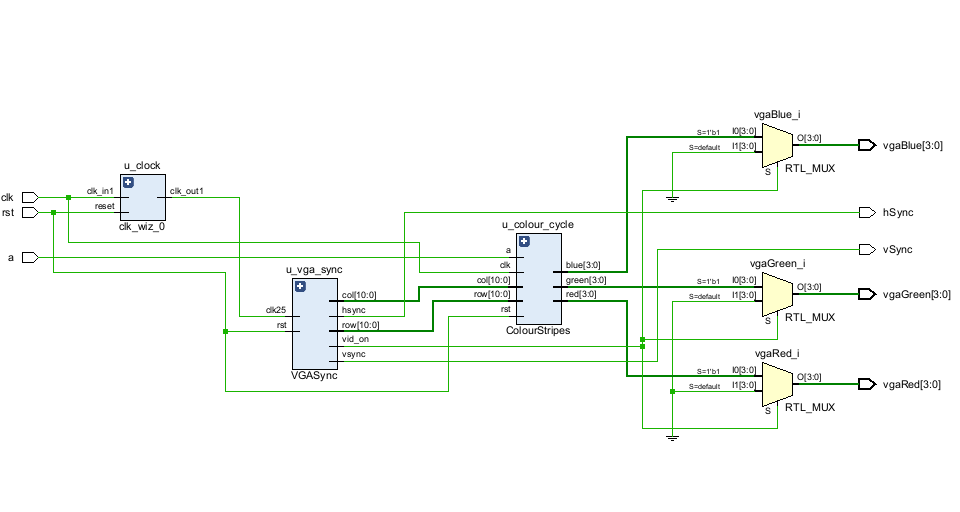 vgaBlue_i
S=1'b1 I0[3:0]
S=default I1[3:0]
O[3:0]
S
RTL_MUX
vgaBlue[3:0]
u_clock
clk
clk_in1
clk_out1
rst
reset
clk_wiz_0
hSync
u_colour_cycle
a
a
vSync
clk
blue[3:0]
col[10:0]
green[3:0]
row[10:0]
red[3:0]
rst
ColourStripes
vgaGreen_i
S=1'b1 I0[3:0]
S=default I1[3:0]
O[3:0]
S
RTL_MUX
vgaGreen[3:0]
u_vga_sync
col[10:0]
clk25
hsync
rst
row[10:0]
vid_on
vsync
VGASync
vgaRed_i
S=1'b1 I0[3:0]
S=default I1[3:0]
O[3:0]
S
RTL_MUX
vgaRed[3:0]